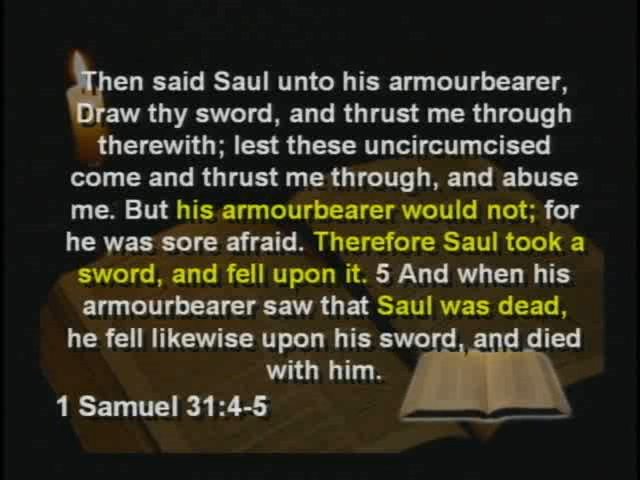 Then said Saul unto his armourbearer,
Draw thy sword, and thrust me through
therewith; lest these uncircumcised
come and thrust me through, and abuse
me. But his armourbearer would not; for
he was sore afraid. Therefore Saul took a
sword, and fell upon it. 5 And when his
armourbearer saw that Saul was dead,
he fell likewise upon his sword, and died
with him.
1 Samuel 31:4-5